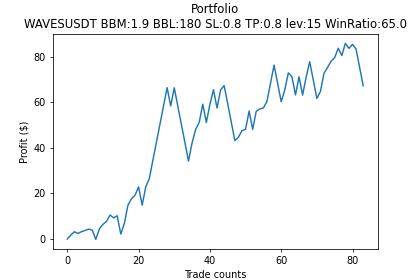 Portfolio
WAVESUSDT BBM:1.9 BBL:180 SL:0.8 TP:0.8 lev:15 WinRatio:65.0
80
60
40
20
0
Profit ($)
0 20 40 60 80
Trade counts